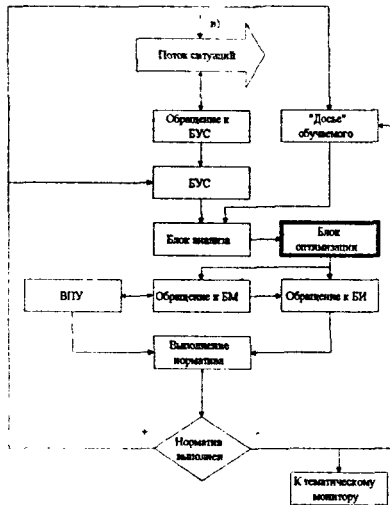 в)
Поток ситуаций
Обращение к
БУС
"Досье"
обучаемого
БУС
Блок анализа
Блок
оптимизации
ВПУ
Обращение к БМ
Обращение к БИ
Выполнение
норматива
+
-
Норматив
выполнен
К тематическому
монитору